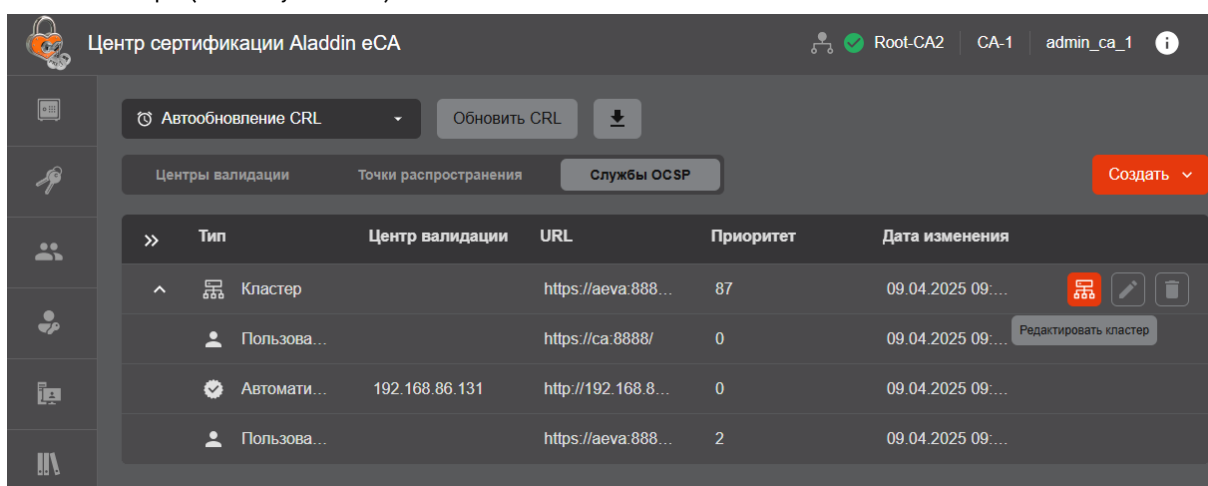 Центр сертификации Aladdin eCA Root-CA2 CA-1 admin_ca_1
Автообновление CRL Обновить CRL
Центры валидации Точки распространения Службы OCSP Создать
Тип Центр валидации URL Приоритет Дата изменения
Кластер https://aeva:888... 87 09.04.2025 09:...
Редактировать кластер
Пользова... https://ca:8888/ 0 09.04.2025 09:...
Автомати... 192.168.86.131 http://192.168.8... 0 09.04.2025 09:...
Пользова... https://aeva:888... 2 09.04.2025 09:...